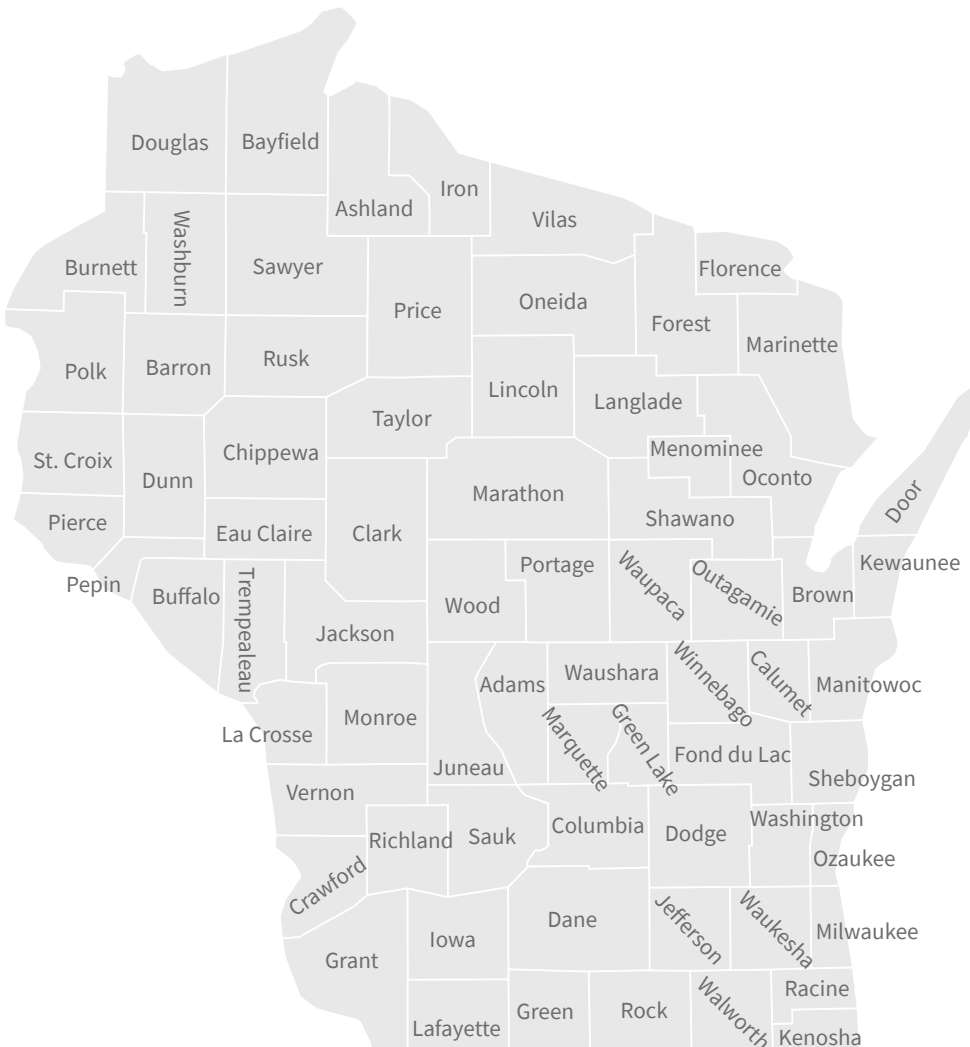 Douglas
Bayfield
Iron
Ashland
Vilas
Washburn
Burnett
Sawyer
Florence
Price
Oneida
Forest
Marinette
Rusk
Barron
Polk
Lincoln
Langlade
Taylor
Chippewa
Menominee
St. Croix
Dunn
Oconto
Marathon
Door
Shawano
Pierce
Eau Claire
Clark
Kewaunee
Portage
Waupaca
Outagamie
Pepin
Buffalo
Trempealeau
Brown
Wood
Jackson
Waushara
Winnebago
Calumet
Adams
Manitowoc
Monroe
La Crosse
Marquette
Green Lake
Fond du Lac
Juneau
Sheboygan
Vernon
Washington
Columbia
Dodge
Richland
Sauk
Ozaukee
Crawford
Dane
Jefferson
Waukesha
Milwaukee
Iowa
Grant
Racine
Green
Rock
Walworth
Lafayette
Kenosha